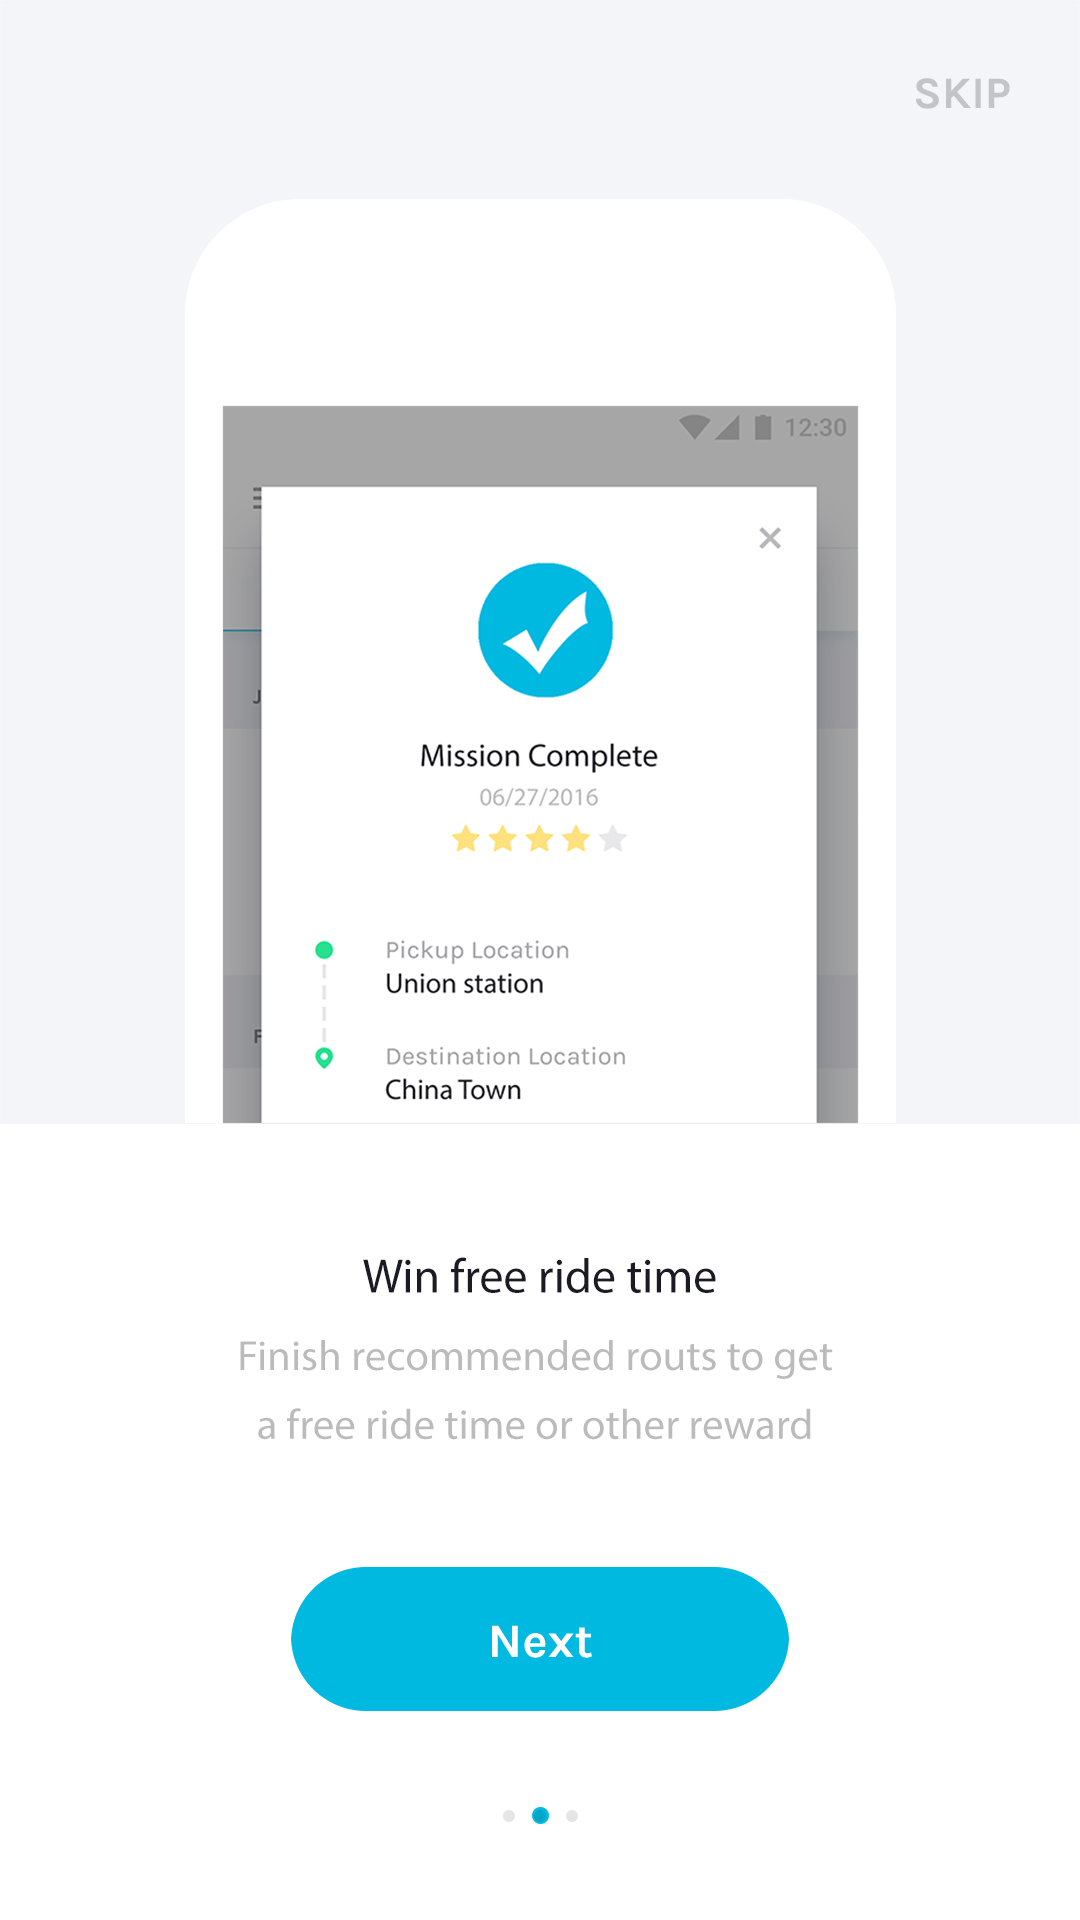 SKIP
12:30
J
Mission Complete
06/27/2016
Pickup Location
Union station
F
Destination Location
China Town
Win free ride time
Finish recommended routs to get
a free ride time or other reward
Next